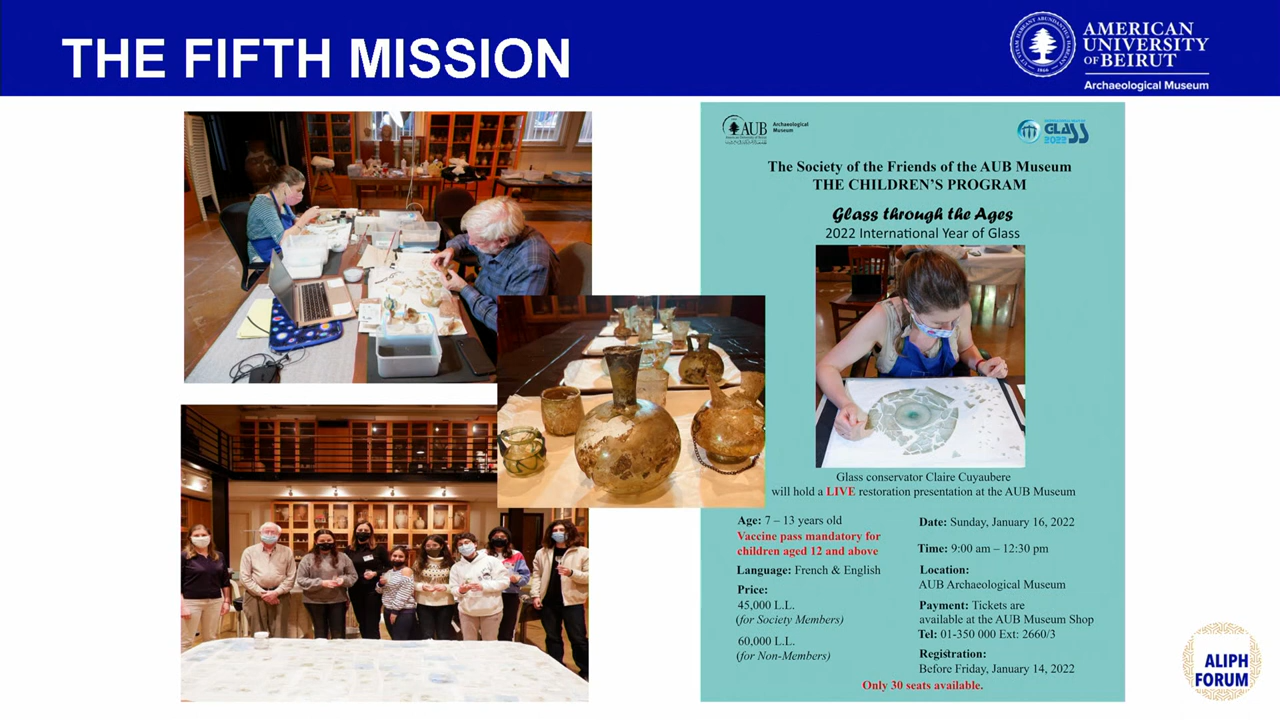 THE FIFTH MISSION
AMERICAN
UNIVERSITY
OF BEIRUT
Archaeological Museum
AUB
Archaeological
Museum
GLASS
2022
The Society of the Friends of the AUB Museum
THE CHILDREN'S PROGRAM
Glass through the Ages
2022 International Year of Glass
Glass conservator Claire Cuyaubere
will hold a LIVE restoration presentation at the AUB Museum
Age: 7 – 13 years old
Vaccine pass mandatory for
children aged 12 and above
Language: French & English
Price:
45,000 L.L.
(for Society Members)
60,000 L.L.
(for Non-Members)
Date: Sunday, January 16, 2022
Time: 9:00 am – 12:30 pm
Location:
AUB Archaeological Museum
Payment: Tickets are
available at the AUB Museum Shop
Tel: 01-350 000 Ext: 2660/3
Registration:
Before Friday, January 14, 2022
Only 30 seats available.
ALIPH
FORUM